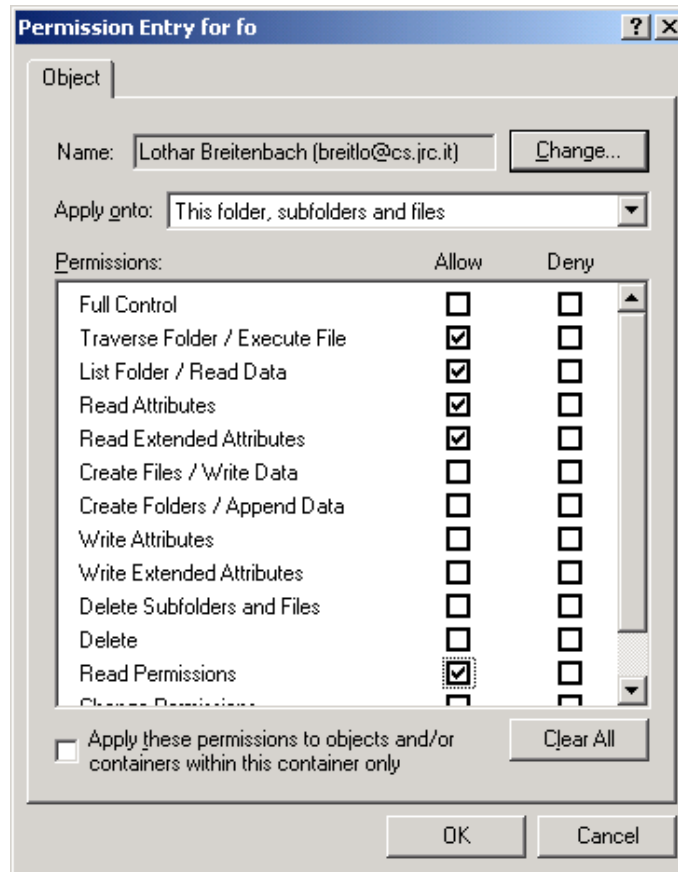 Permission Entry for fo
Object
Name: Lothar Breitenbach (breitlo@cs.jrc.it) Change...
Apply onto: This folder, subfolders and files
Permissions: Allow Deny
Full Control
Traverse Folder / Execute File
List Folder / Read Data
Read Attributes
Read Extended Attributes
Create Files / Write Data
Create Folders / Append Data
Write Attributes
Write Extended Attributes
Delete Subfolders and Files
Delete
Read Permissions
Change Permissions
Apply these permissions to objects and/or
containers within this container only
Clear All
OK Cancel